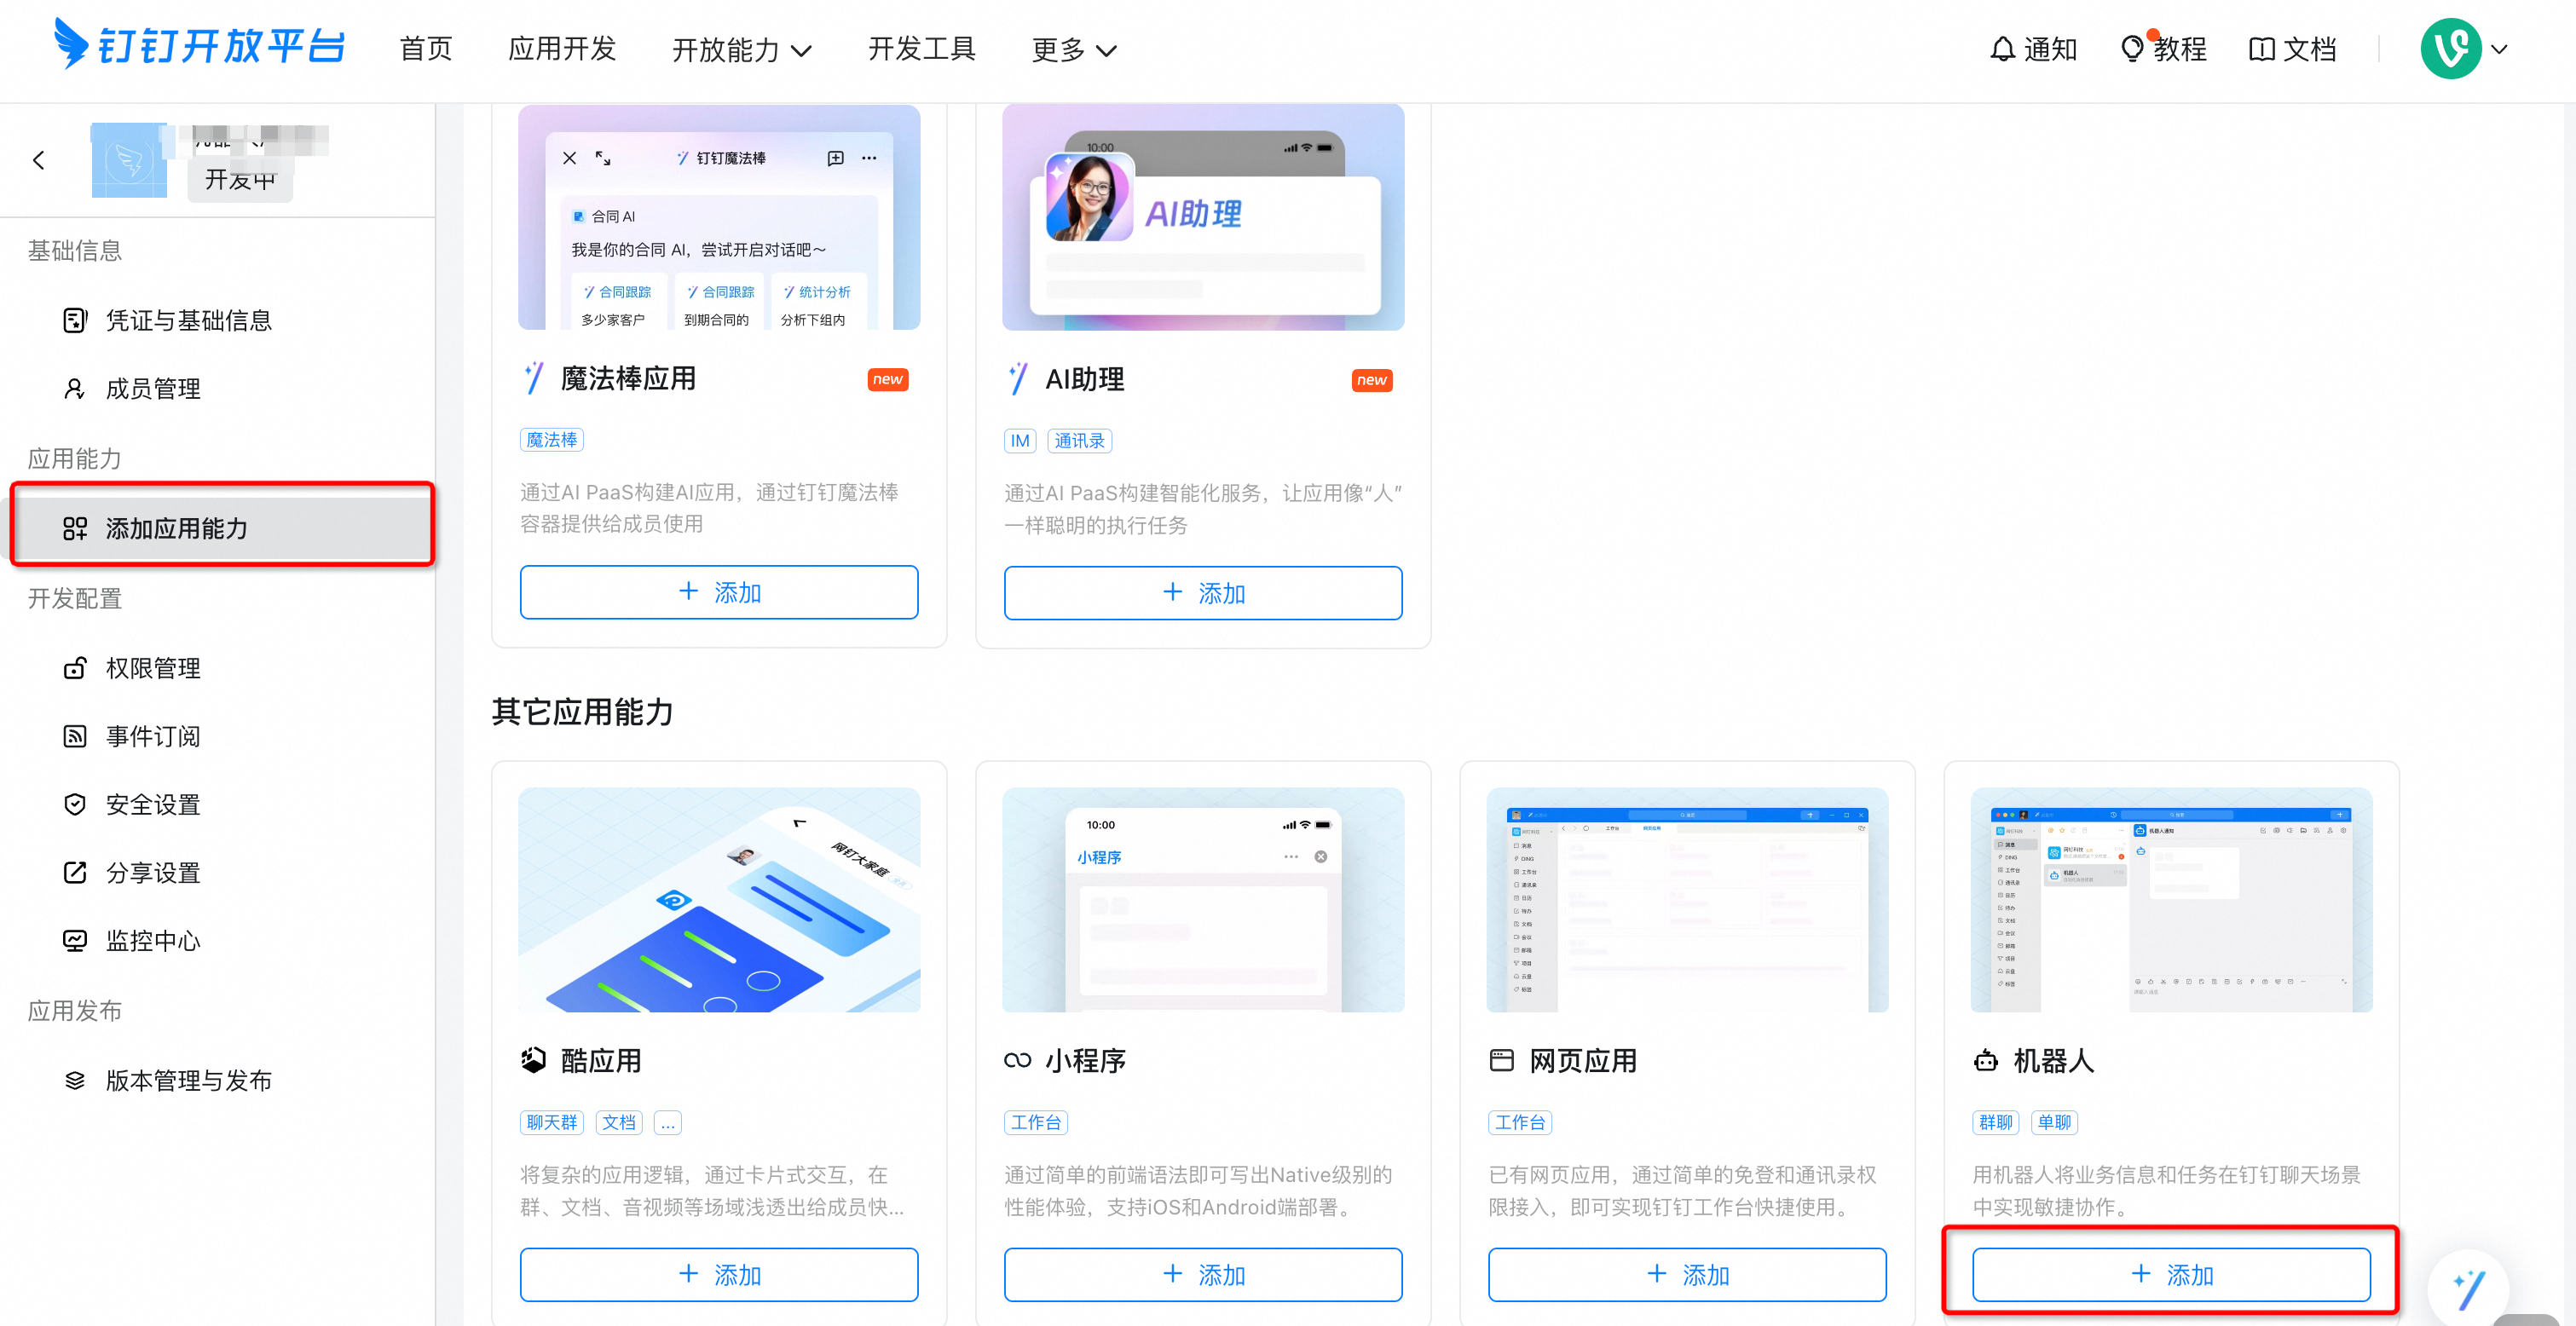 钉钉开放平台
首页
应用开发
开放能力
开发工具
更多
通知
教程
文档
开发中
基础信息
凭证与基础信息
成员管理
应用能力
添加应用能力
开发配置
权限管理
事件订阅
安全设置
分享设置
监控中心
应用发布
版本管理与发布
钉钉魔法棒
合同 AI
我是你的合同 AI，尝试开启对话吧～
合同跟踪
合同跟踪
统计分析
多少家客户
到期合同的
分析下组内
魔法棒应用
new
魔法棒
通过AI PaaS构建AI应用，通过钉钉魔法棒
容器提供给成员使用
+ 添加
10:00
AI助理
AI助理
new
IM
通讯录
通过AI PaaS构建智能化服务，让应用像“人”
一样聪明的执行任务
+ 添加
其它应用能力
网钉大家庭
酷应用
聊天群
文档
...
将复杂的应用逻辑，通过卡片式交互，在
群、文档、音视频等场域浅透出给成员快...
+ 添加
10:00
小程序
小程序
工作台
通过简单的前端语法即可写出Native级别的
性能体验，支持iOS和Android端部署。
+ 添加
网页应用
工作台
已有网页应用，通过简单的免登和通讯录权
限接入，即可实现钉钉工作台快捷使用。
+ 添加
机器人
群聊
单聊
用机器人将业务信息和任务在钉钉聊天场景
中实现敏捷协作。
+ 添加